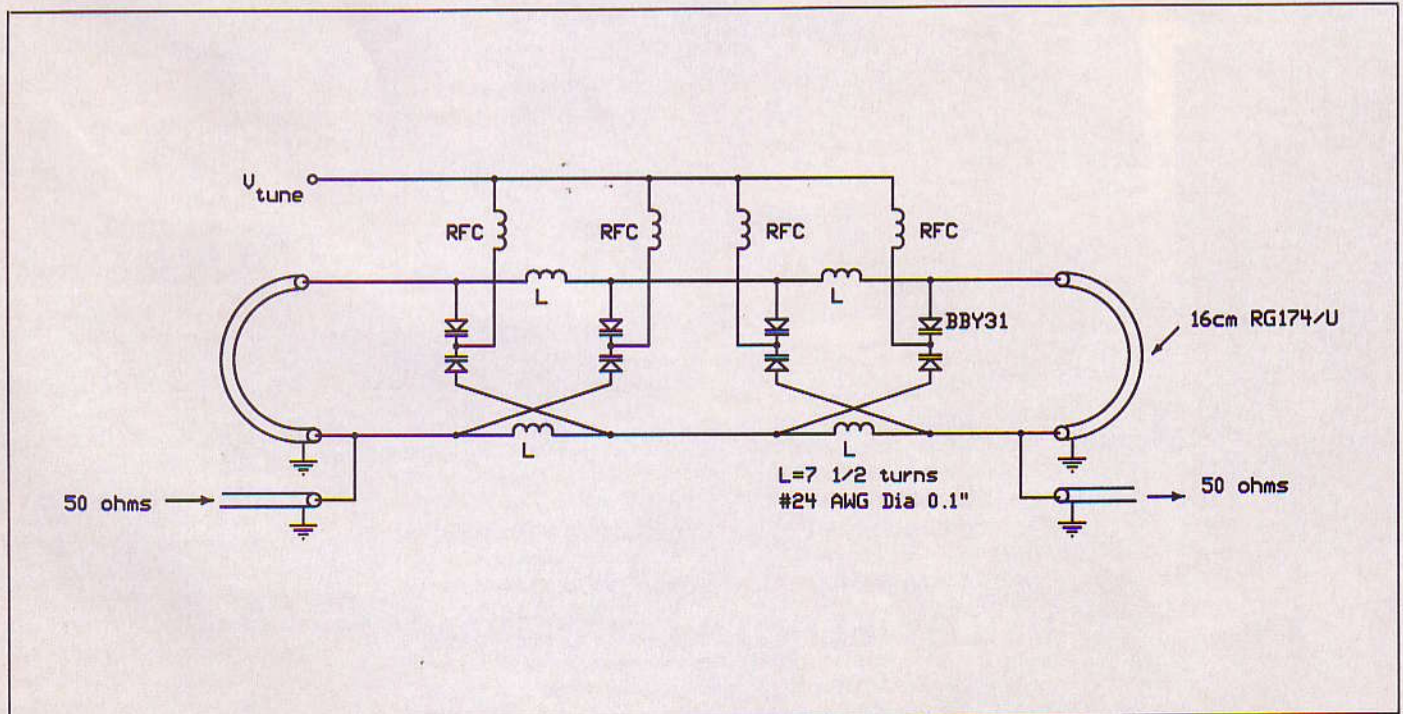 V tune
RFC
RFC
RFC
RFC
L
L
BBY31
16cm RG174/U
L
L
L=7 1/2 turns
#24 AWG Dia 0.1"
50 ohms
50 ohms